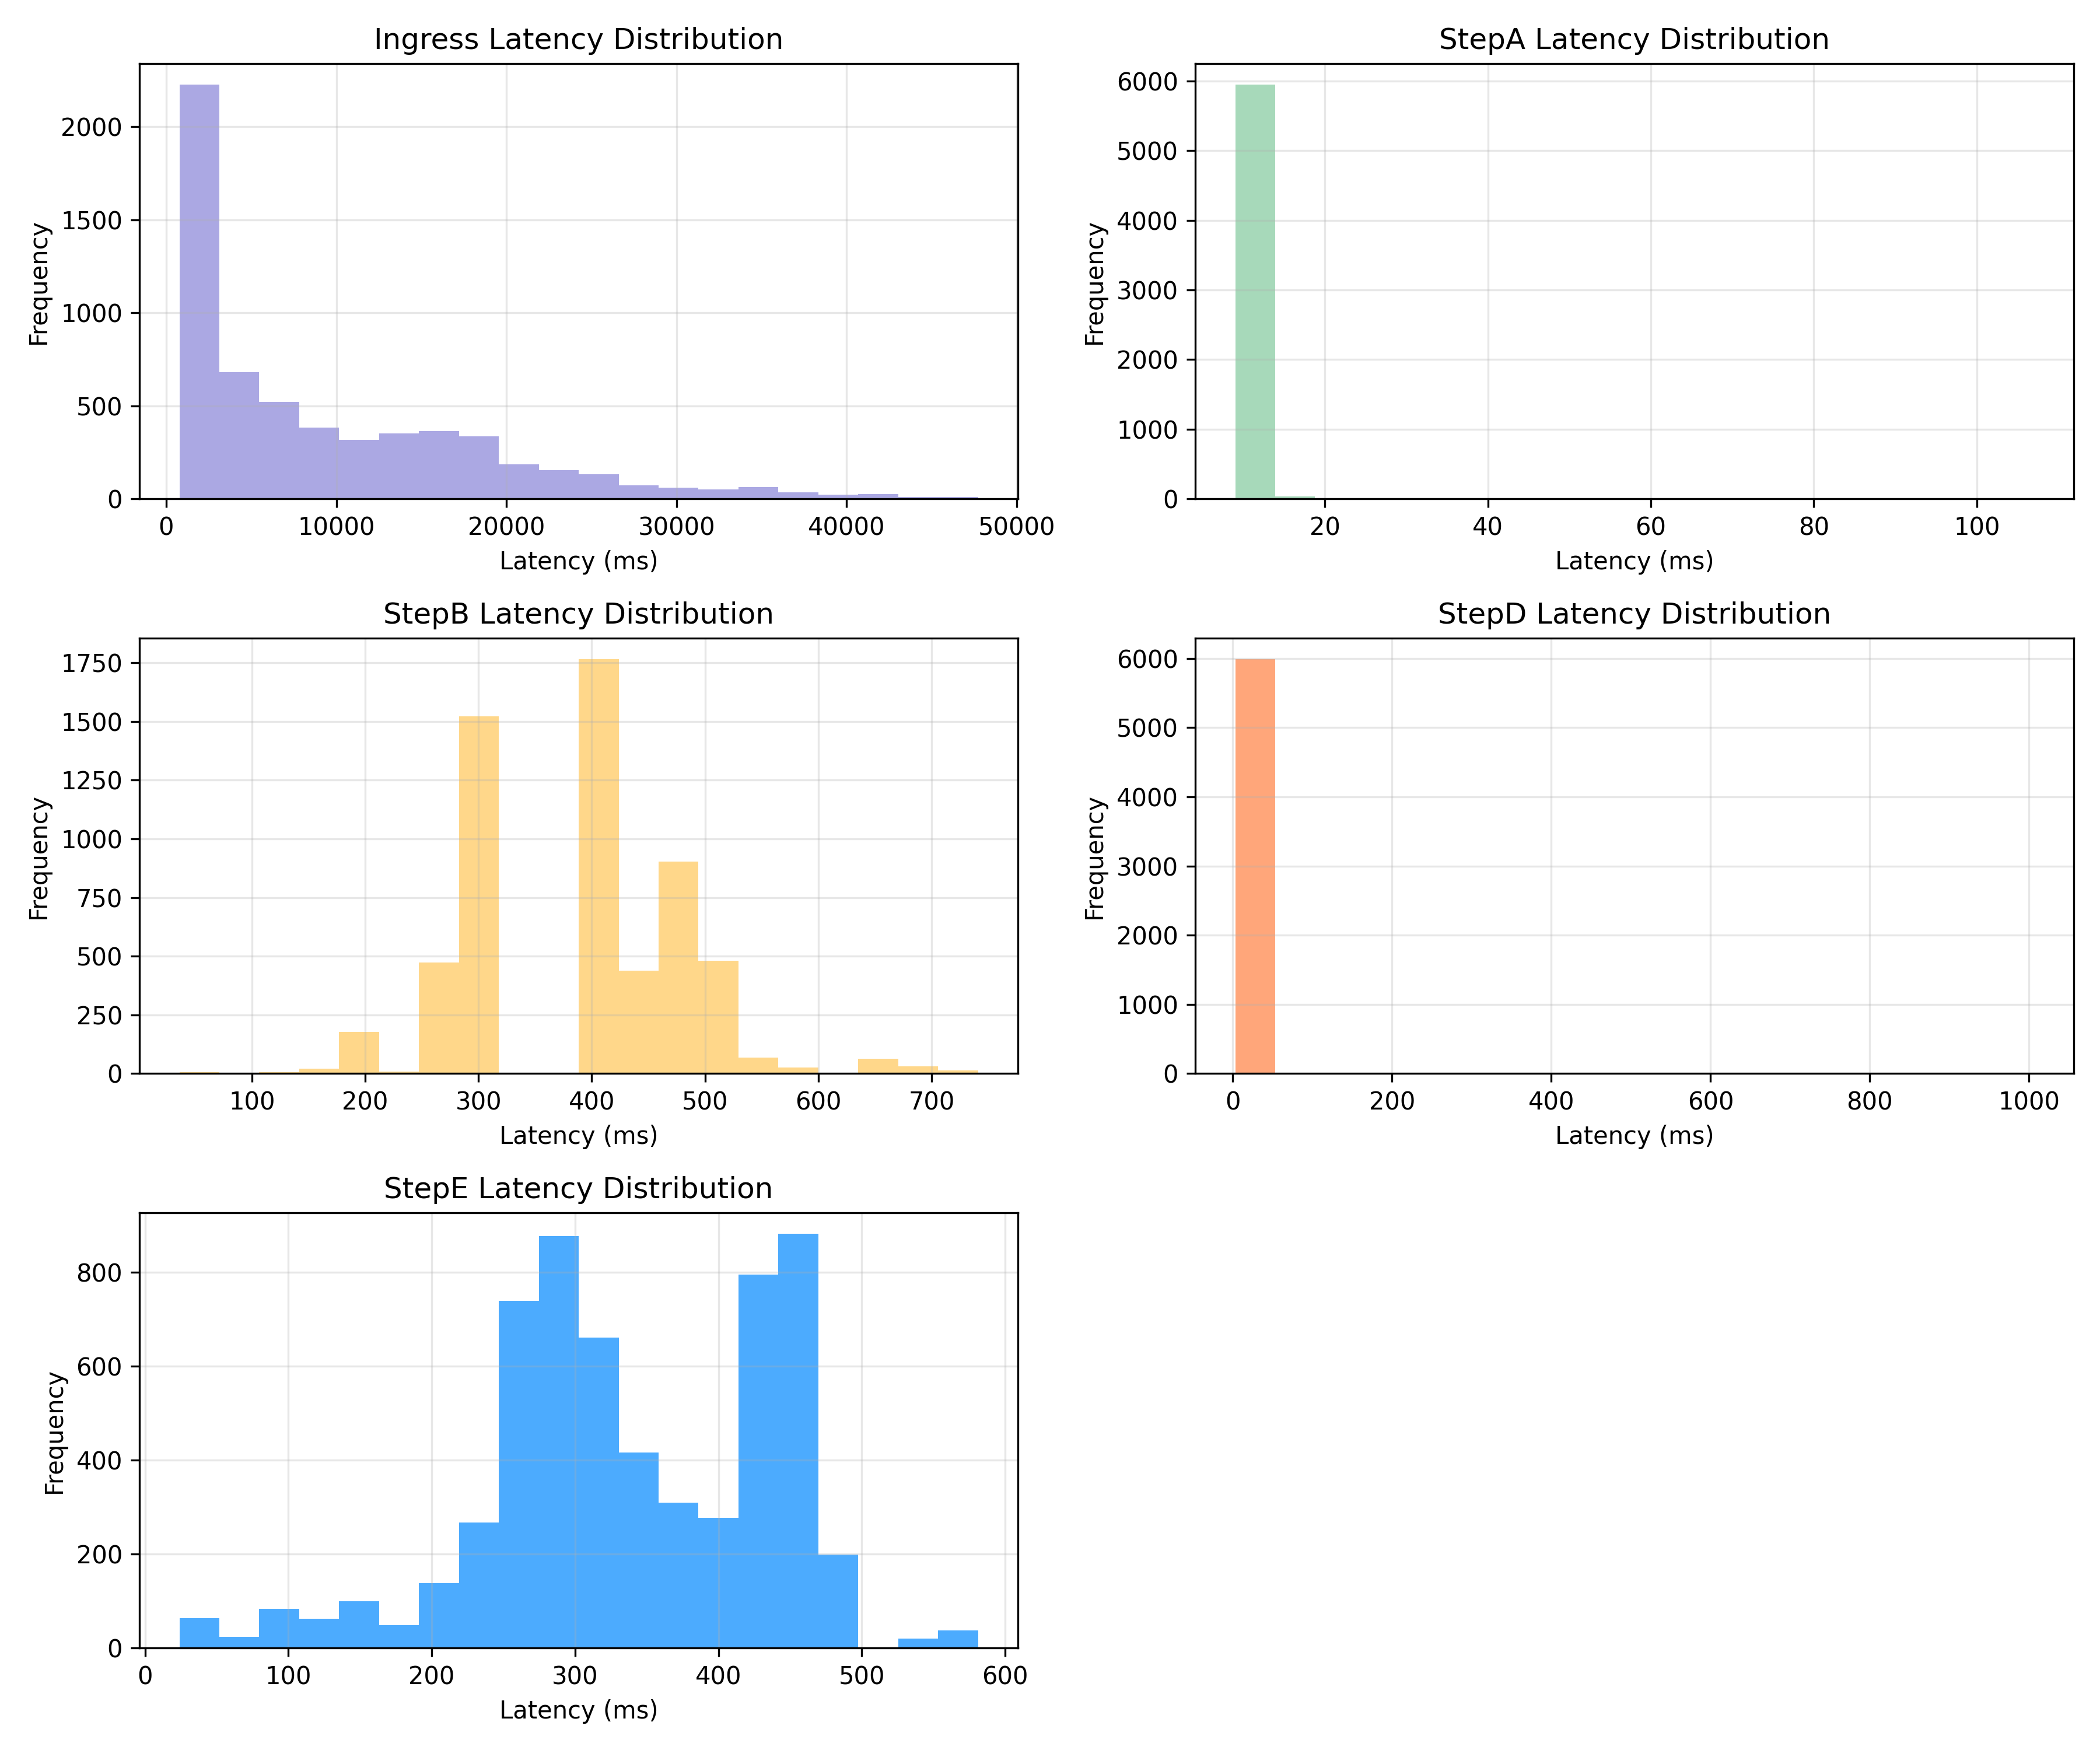 Ingress Latency Distribution
Frequency
2000
1500
1000
500
0
0 10000 20000 30000 40000 50000
Latency (ms)
StepA Latency Distribution
Frequency
6000
5000
4000
3000
2000
1000
0
20 40 60 80 100
Latency (ms)
StepB Latency Distribution
Frequency
1750
1500
1250
1000
750
500
250
0
100 200 300 400 500 600 700
Latency (ms)
StepD Latency Distribution
Frequency
6000
5000
4000
3000
2000
1000
0
0 200 400 600 800 1000
Latency (ms)
StepE Latency Distribution
Frequency
800
600
400
200
0
0 100 200 300 400 500 600
Latency (ms)